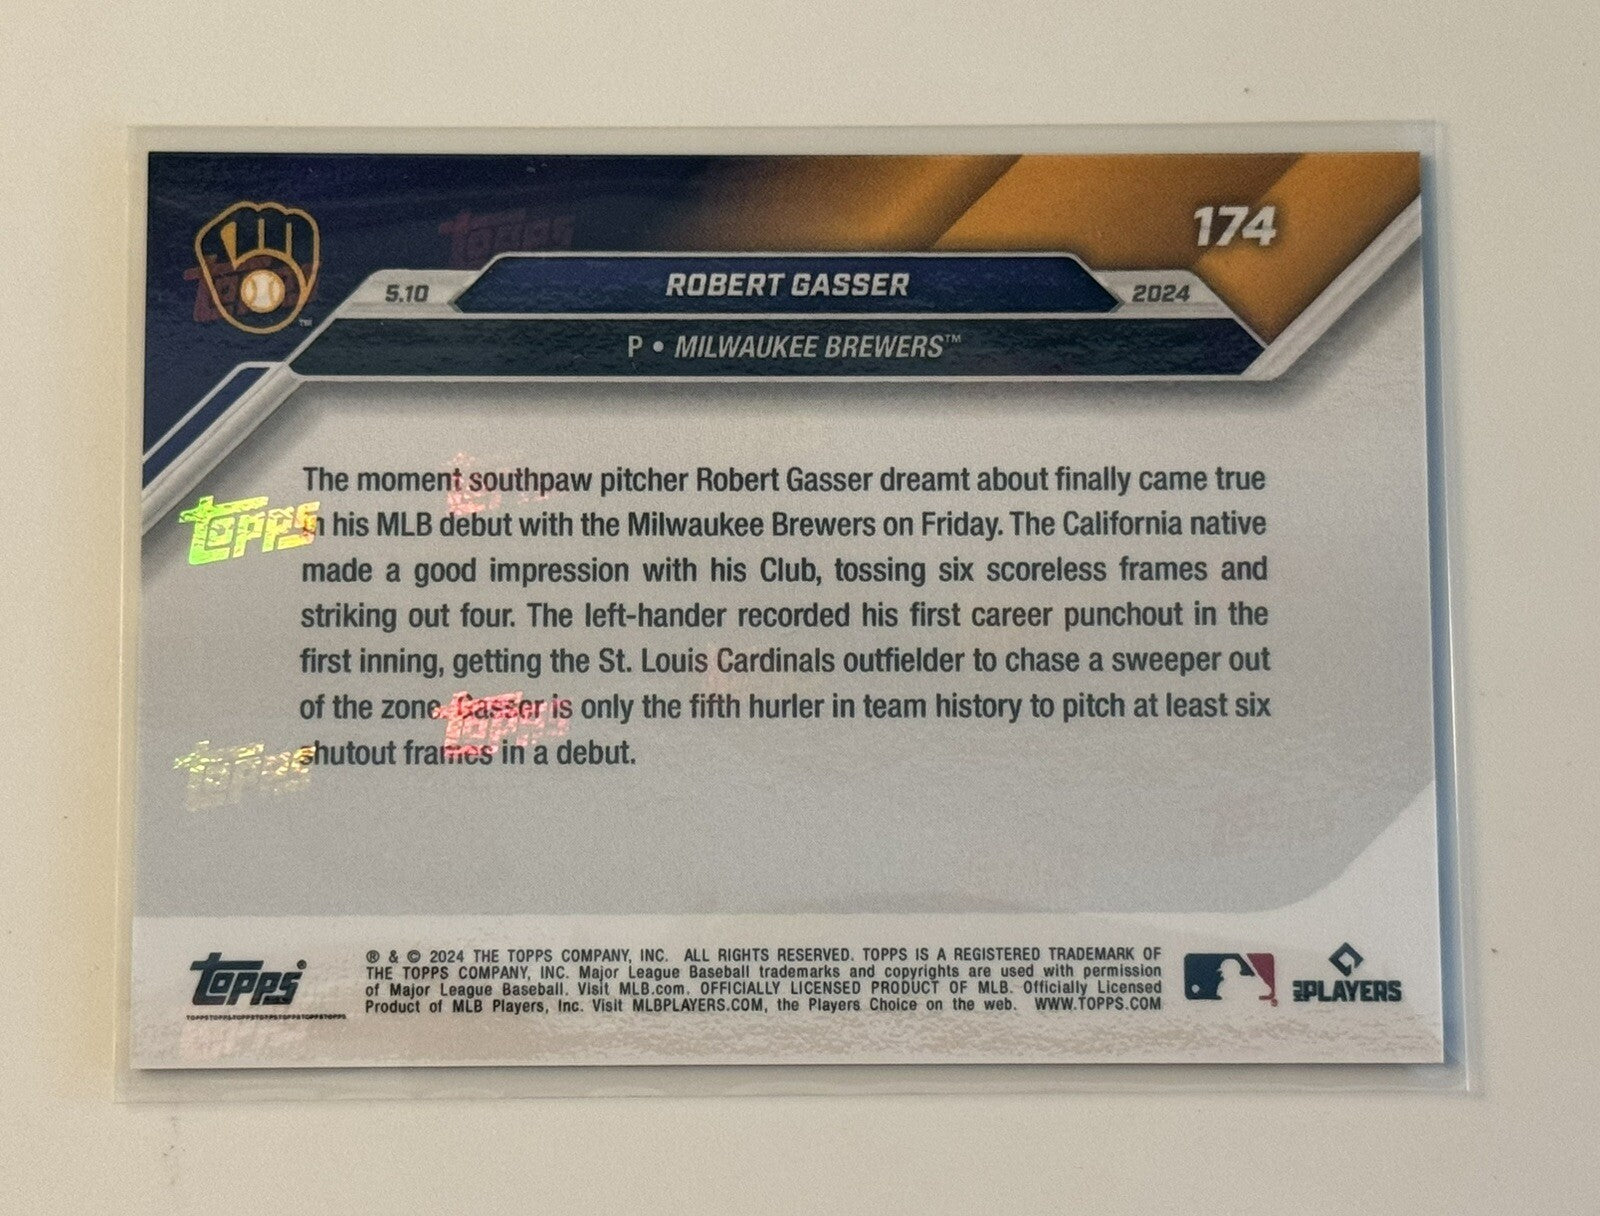 174
5.10 ROBERT GASSER 2024
P • MILWAUKEE BREWERS™
The moment southpaw pitcher Robert Gasser dreamt about finally came true
in his MLB debut with the Milwaukee Brewers on Friday. The California native
made a good impression with his Club, tossing six scoreless frames and
striking out four. The left-hander recorded his first career punchout in the
first inning, getting the St. Louis Cardinals outfielder to chase a sweeper out
of the zone. Gasser is only the fifth hurler in team history to pitch at least six
shutout frames in a debut.
Topps
Topps
Topps
Topps
Topps®
TOPPSTOPPSTOPPSTOPPSTOPPSTOPPSTOPPS
® & © 2024 THE TOPPS COMPANY, INC. ALL RIGHTS RESERVED. TOPPS IS A REGISTERED TRADEMARK OF
THE TOPPS COMPANY, INC. Major League Baseball trademarks and copyrights are used with permission
of Major League Baseball. Visit MLB.com. OFFICIALLY LICENSED PRODUCT OF MLB. Officially Licensed
Product of MLB Players, Inc. Visit MLBPLAYERS.COM, the Players Choice on the web. WWW.TOPPS.COM
MLB PLAYERS